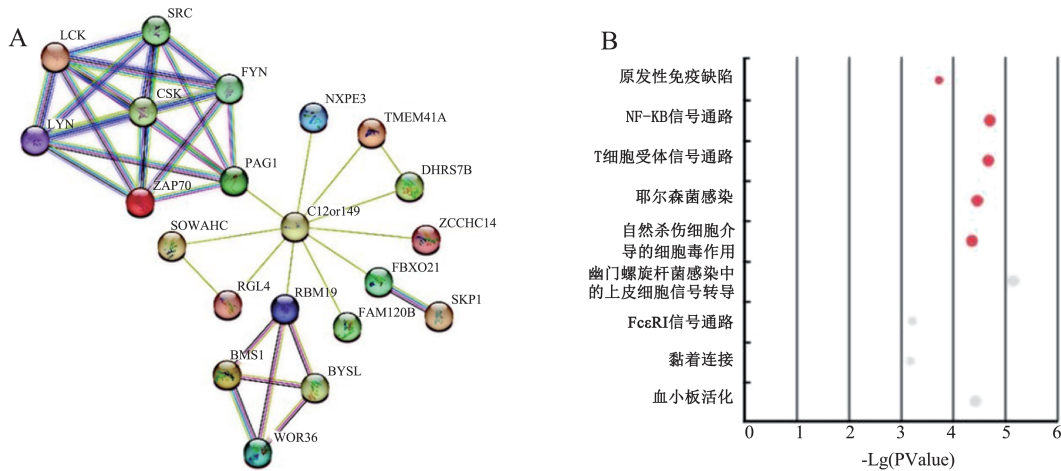 A
SRC
LCK
FYN
CSK
LYN
PAG1
ZAP70
NXPE3
TMEM41A
DHRS7B
C12or149
SOWAHC
ZCCHC14
FBXO21
RGL4
RBM19
SKP1
FAM120B
BMS1
BYSL
WOR36
B
原发性免疫缺陷
NF-KB信号通路
T细胞受体信号通路
耶尔森菌感染
自然杀伤细胞介
导的细胞毒作用
幽门螺旋杆菌感染中
的上皮细胞信号转导
FcεRI信号通路
黏着连接
血小板活化
0 1 2 3 4 5 6
-Lg(PValue)